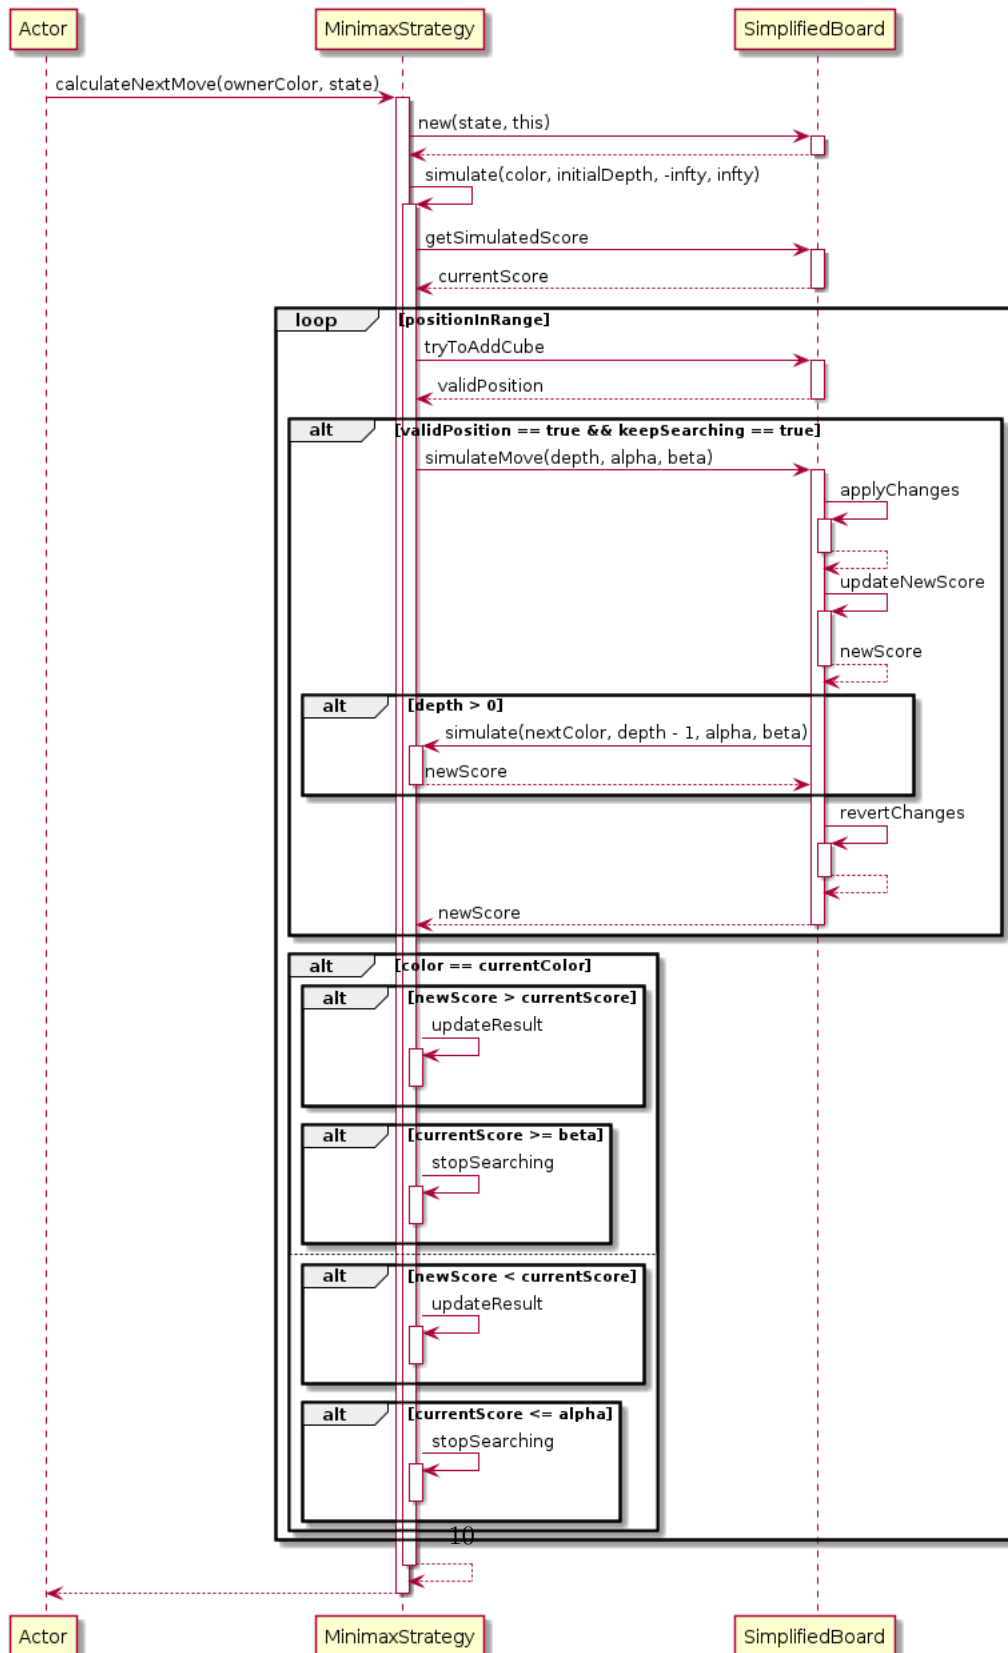 Actor MinimaxStrategy SimplifiedBoard
calculateNextMove(ownerColor, state)
new(state, this)
simulate(color, initialDepth, -infty, infty)
getSimulatedScore
currentScore
loop [positionInRange]
tryToAddCube
validPosition
alt [validPosition == true && keepSearching == true]
simulateMove(depth, alpha, beta)
applyChanges
updateNewScore
newScore
alt [depth > 0]
simulate(nextColor, depth - 1, alpha, beta)
newScore
revertChanges
newScore
alt [color == currentColor]
alt [newScore > currentScore]
updateResult
alt [currentScore >= beta]
stopSearching
alt [newScore < currentScore]
updateResult
alt [currentScore <= alpha]
stopSearching
10
Actor MinimaxStrategy SimplifiedBoard